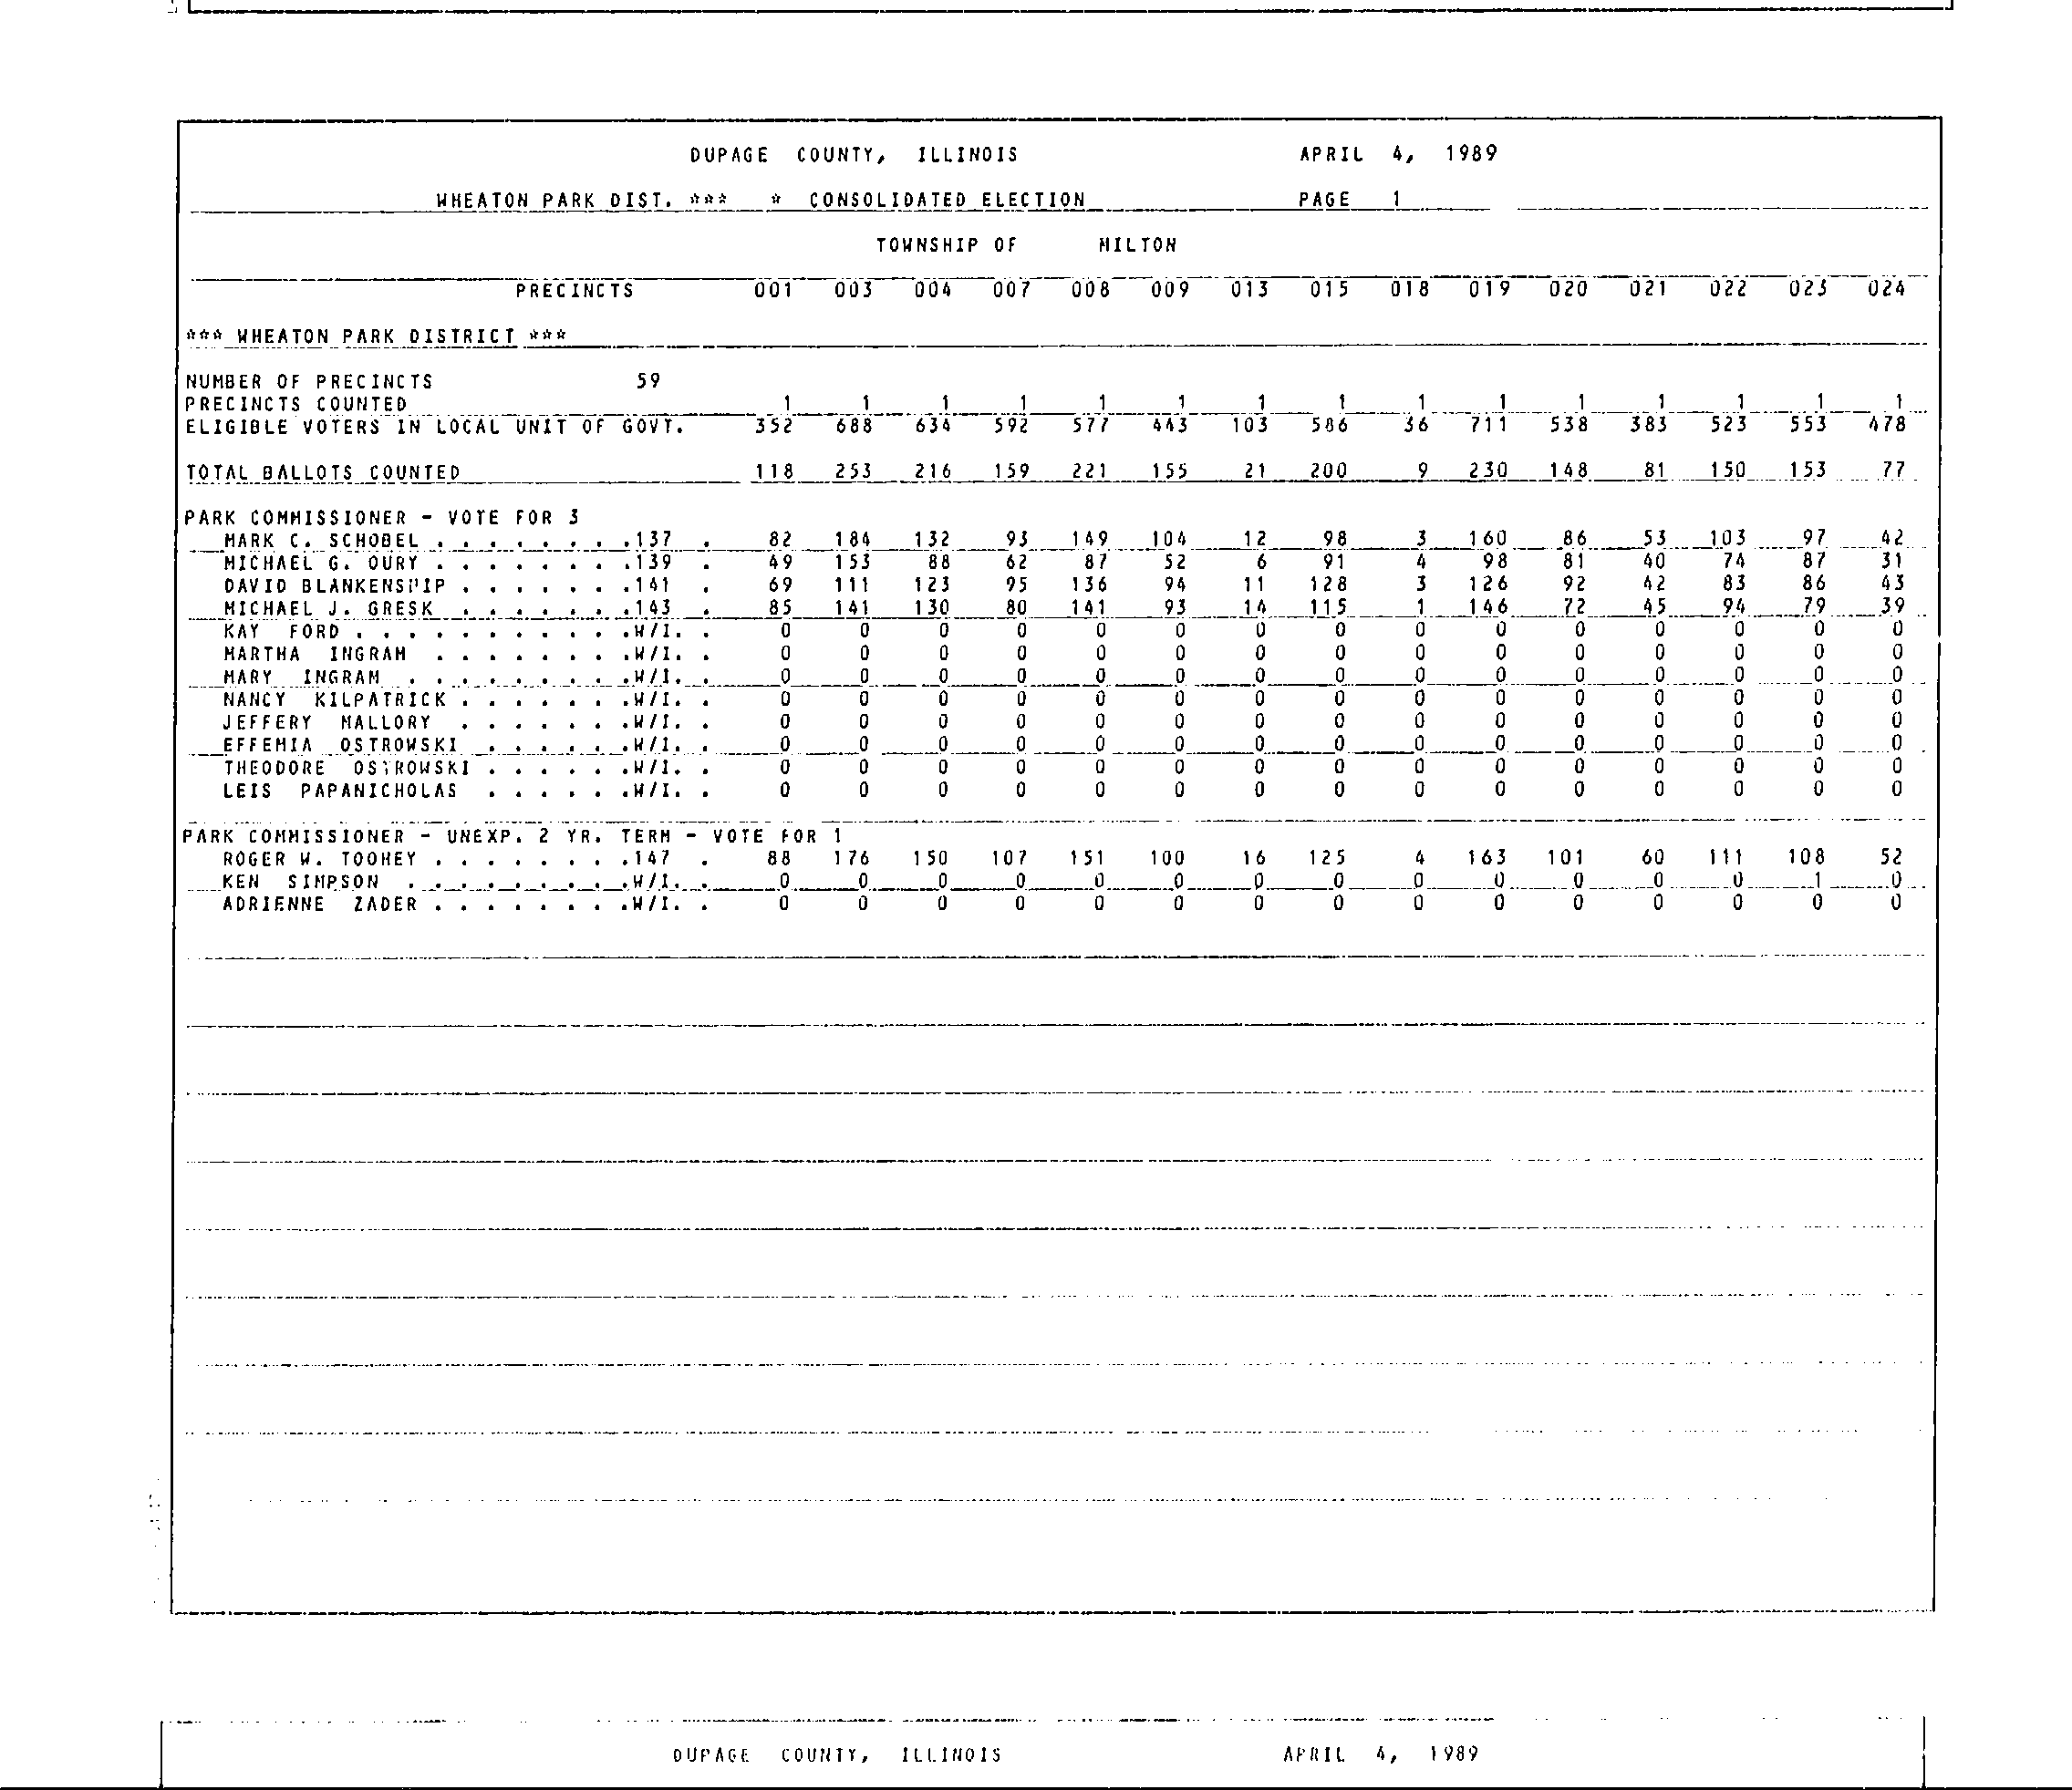 DUPAGE COUNTY, ILLINOIS APRIL 4, 1989
WHEATON PARK DIST. *** * CONSOLIDATED ELECTION PAGE 1
TOWNSHIP OF MILTON
PRECINCTS 001 003 004 007 008 009 013 015 018 019 020 021 022 023 024
*** WHEATON PARK DISTRICT ***
NUMBER OF PRECINCTS 59
PRECINCTS COUNTED 1 1 1 1 1 1 1 1 1 1 1 1 1 1 1
ELIGIBLE VOTERS IN LOCAL UNIT OF GOVT. 352 688 634 592 577 443 103 586 36 711 538 383 523 553 478
TOTAL BALLOTS COUNTED 118 253 216 159 221 155 21 200 9 230 148 81 150 153 77
PARK COMMISSIONER - VOTE FOR 3
MARK C. SCHOBEL . . . . . . . .137 . 82 184 132 93 149 104 12 98 3 160 86 53 103 97 42
MICHAEL G. OURY . . . . . . . .139 . 49 153 88 62 87 52 6 91 4 98 81 40 74 87 31
DAVID BLANKENSHIP . . . . . . .141 . 69 111 123 95 136 94 11 128 3 126 92 42 83 86 43
MICHAEL J. GRESK . . . . . . .143 . 85 141 130 80 141 93 14 115 1 146 72 45 94 79 39
KAY FORD . . . . . . . . . . .W/I. . 0 0 0 0 0 0 0 0 0 0 0 0 0 0 0
MARTHA INGRAM . . . . . . . .W/I. . 0 0 0 0 0 0 0 0 0 0 0 0 0 0 0
MARY INGRAM . . . . . . . . .W/I. . 0 0 0 0 0 0 0 0 0 0 0 0 0 0 0
NANCY KILPATRICK . . . . . . .W/I. . 0 0 0 0 0 0 0 0 0 0 0 0 0 0 0
JEFFERY MALLORY . . . . . . .W/I. . 0 0 0 0 0 0 0 0 0 0 0 0 0 0 0
EFFEMIA OSTROWSKI . . . . . .W/I. . 0 0 0 0 0 0 0 0 0 0 0 0 0 0 0
THEODORE OSTROWSKI . . . . . .W/I. . 0 0 0 0 0 0 0 0 0 0 0 0 0 0 0
LEIS PAPANICHOLAS . . . . . .W/I. . 0 0 0 0 0 0 0 0 0 0 0 0 0 0 0
PARK COMMISSIONER - UNEXP. 2 YR. TERM - VOTE FOR 1
ROGER W. TOOHEY . . . . . . . .147 . 88 176 150 107 151 100 16 125 4 163 101 60 111 108 52
KEN SIMPSON . . . . . . . . .W/I. . 0 0 0 0 0 0 0 0 0 0 0 0 0 1 0
ADRIENNE ZADER . . . . . . . .W/I. . 0 0 0 0 0 0 0 0 0 0 0 0 0 0 0
DUPAGE COUNTY, ILLINOIS APRIL 4, 1989